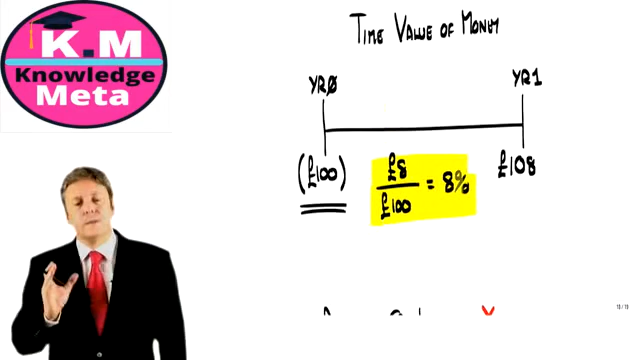 K.M
Knowledge
Meta
TIME VALUE OF MONEY
YR0 YR1
(£100) £8 / £100 = 8% £108